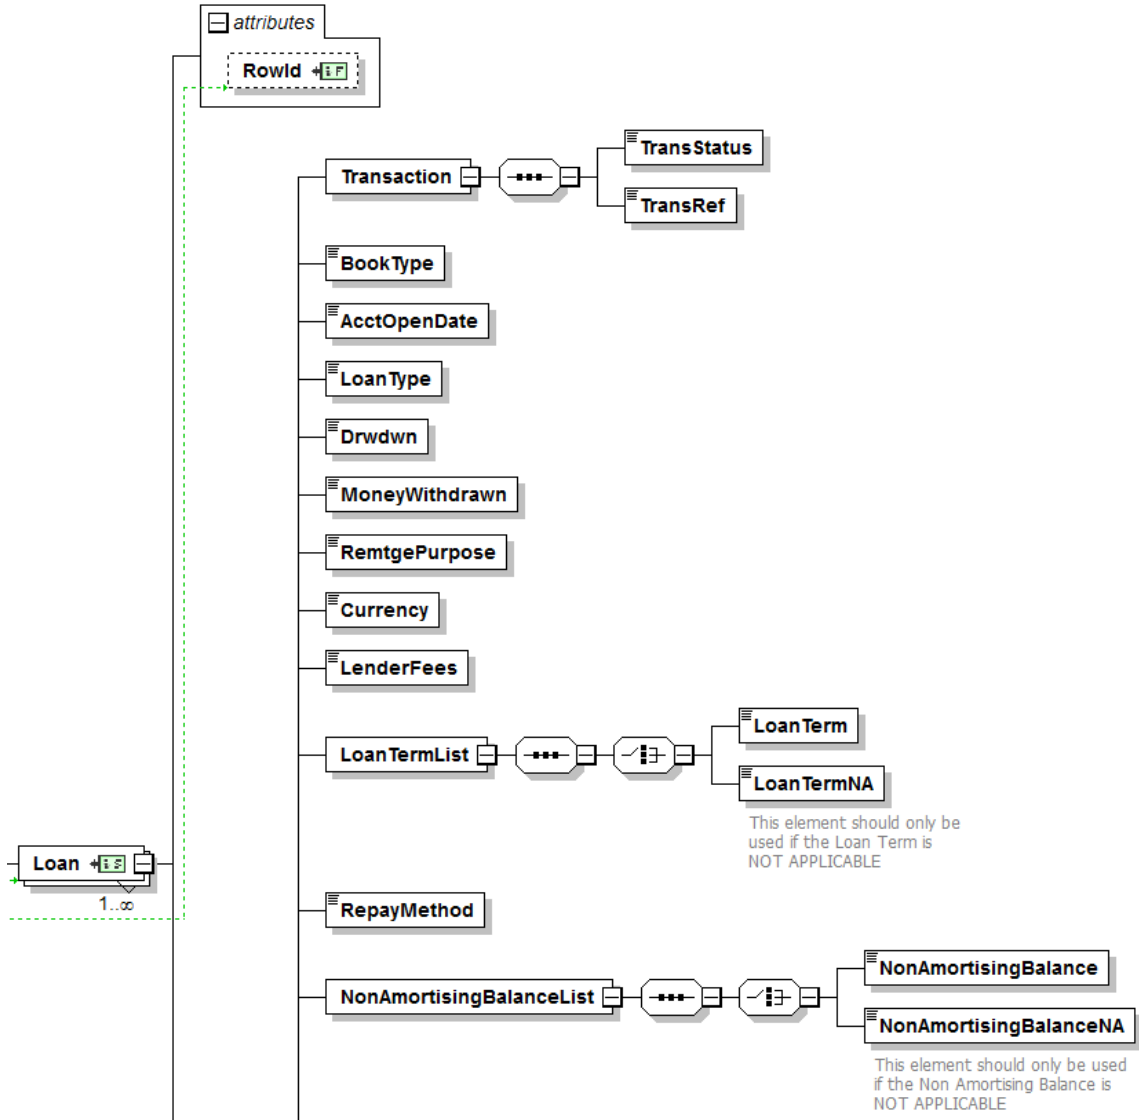 attributes
RowId
Transaction
TransStatus
TransRef
BookType
AcctOpenDate
LoanType
Drwdwn
MoneyWithdrawn
RemtgePurpose
Currency
LenderFees
LoanTermList
LoanTerm
LoanTermNA
This element should only be
used if the Loan Term is
NOT APPLICABLE
Loan
1..∞
RepayMethod
NonAmortisingBalanceList
NonAmortisingBalance
NonAmortisingBalanceNA
This element should only be used
if the Non Amortising Balance is
NOT APPLICABLE